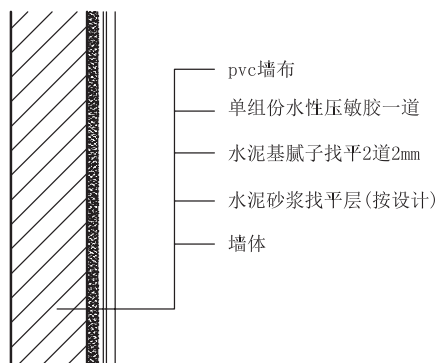 pvc墙布
单组份水性压敏胶一道
水泥基腻子找平2道2mm
水泥砂浆找平层(按设计)
墙体